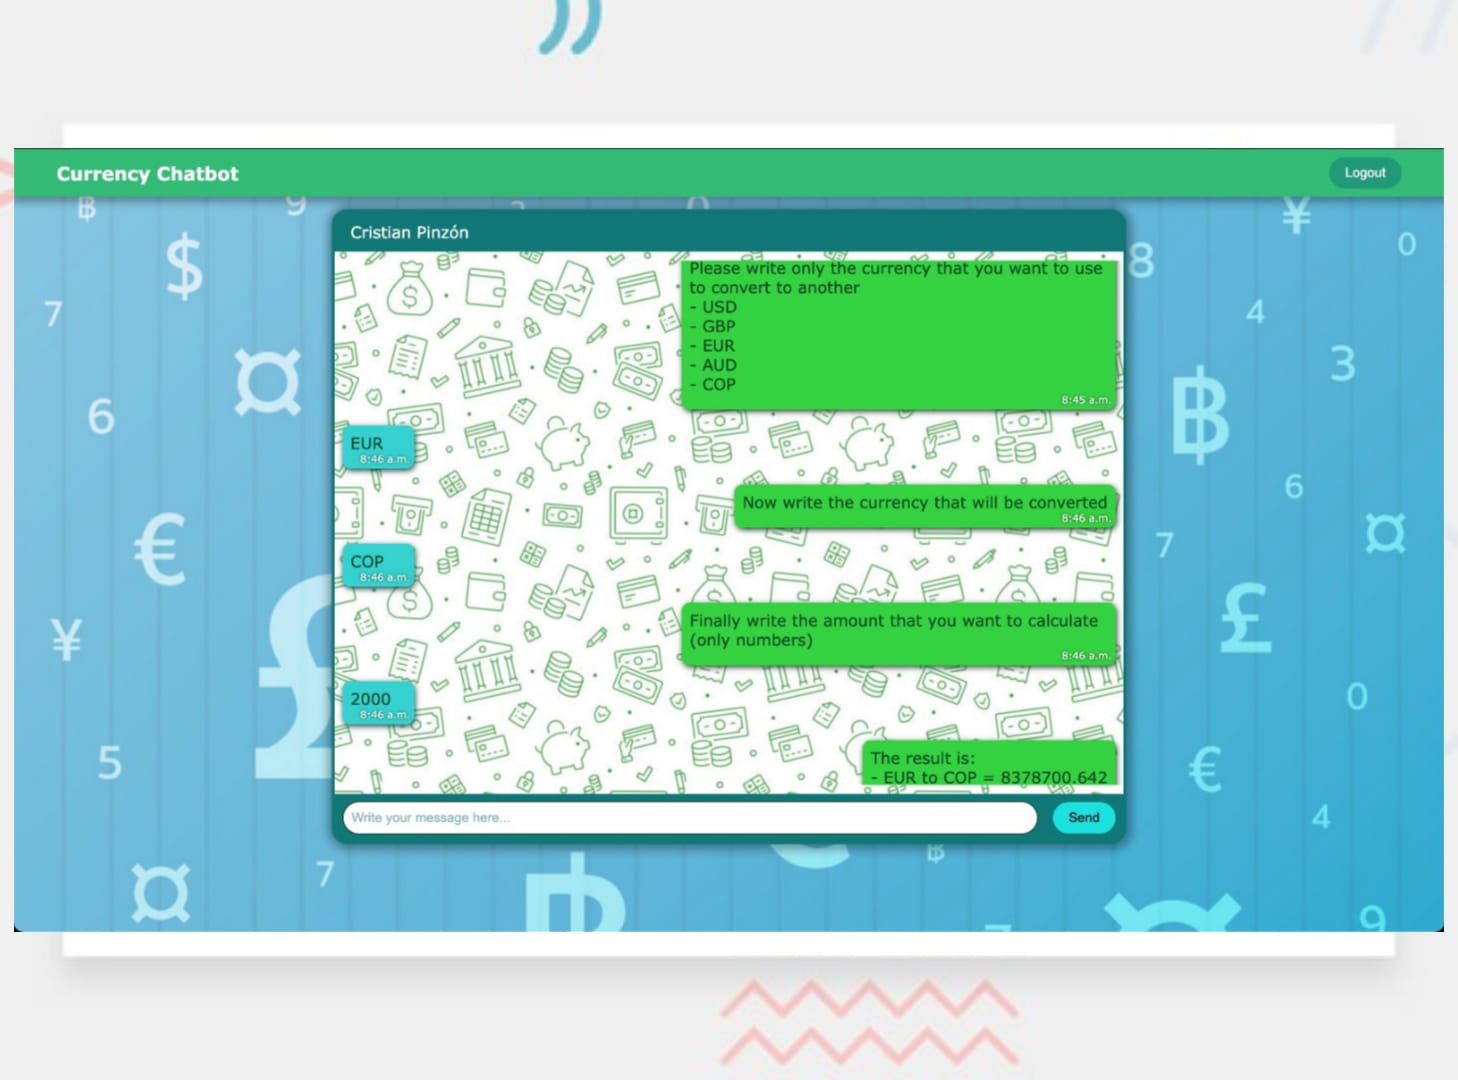 Currency Chatbot
Logout
Cristian Pinzón
Please write only the currency that you want to use
to convert to another
- USD
- GBP
- EUR
- AUD
- COP
8:45 a.m.
EUR
8:46 a.m.
Now write the currency that will be converted
8:46 a.m.
COP
8:46 a.m.
Finally write the amount that you want to calculate
(only numbers)
8:46 a.m.
2000
8:46 a.m.
The result is:
- EUR to COP = 8378700.642
Write your message here...
Send